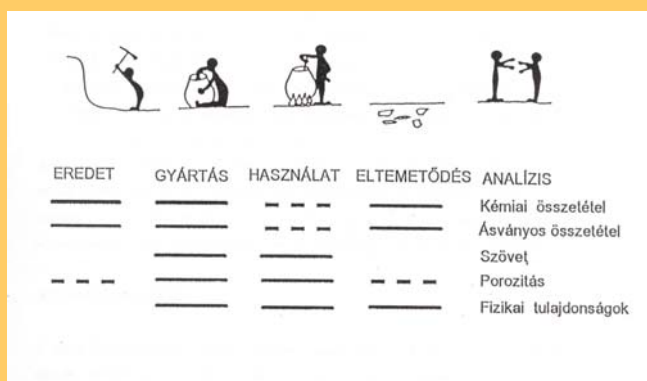 EREDET GYÁRTÁS HASZNÁLAT ELTEMETŐDÉS ANALÍZIS
Kémiai összetétel
Ásványos összetétel
Szövet
Porozitás
Fizikai tulajdonságok